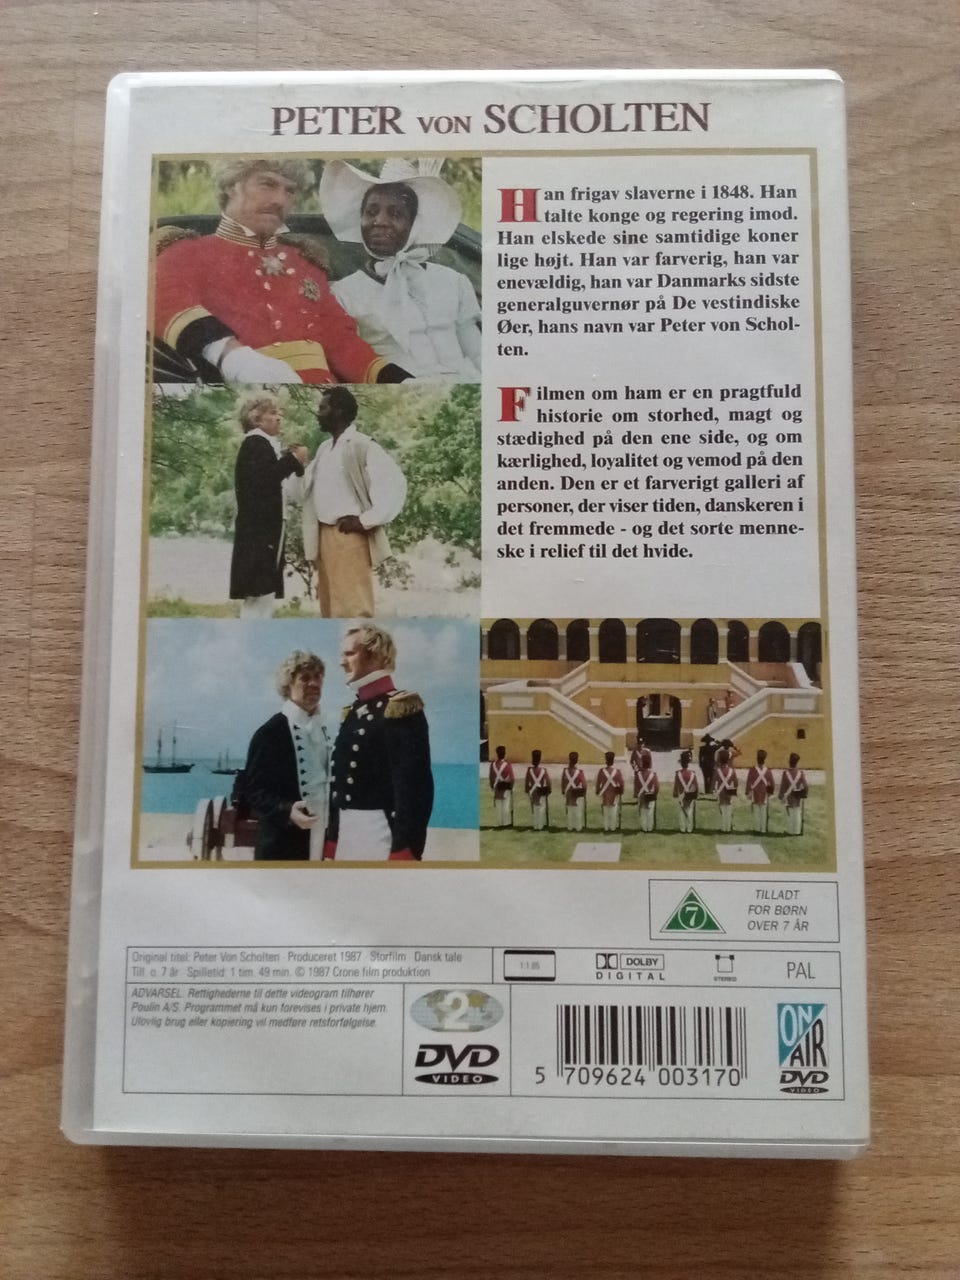 PETER VON SCHOLTEN
Han frigav slaverne i 1848. Han
talte konge og regering imod.
Han elskede sine samtidige koner
lige højt. Han var farverig, han var
enevældig, han var Danmarks sidste
generalguvernør på De vestindiske
Øer, hans navn var Peter von Schol-
ten.
Filmen om ham er en pragtfuld
historie om storhed, magt og
stædighed på den ene side, og om
kærlighed, loyalitet og vemod på den
anden. Den er et farverigt galleri af
personer, der viser tiden, danskeren i
det fremmede - og det sorte menne-
ske i relief til det hvide.
7
TILLADT
FOR BØRN
OVER 7 ÅR
Original titel: Peter Von Scholten · Produceret 1987 · Storfilm · Dansk tale
Till. o. 7 år · Spilletid: 1 tim. 49 min. © 1987 Crone film produktion
DOLBY
DIGITAL
STEREO
PAL
ADVARSEL. Rettighederne til dette videogram tilhører
Poulin A/S. Programmet må kun forevises i private hjem.
Ulovlig brug eller kopiering vil medføre retsforfølgelse.
2
DVD
VIDEO
5 709624 003170
ON
AIR
DVD
VIDEO